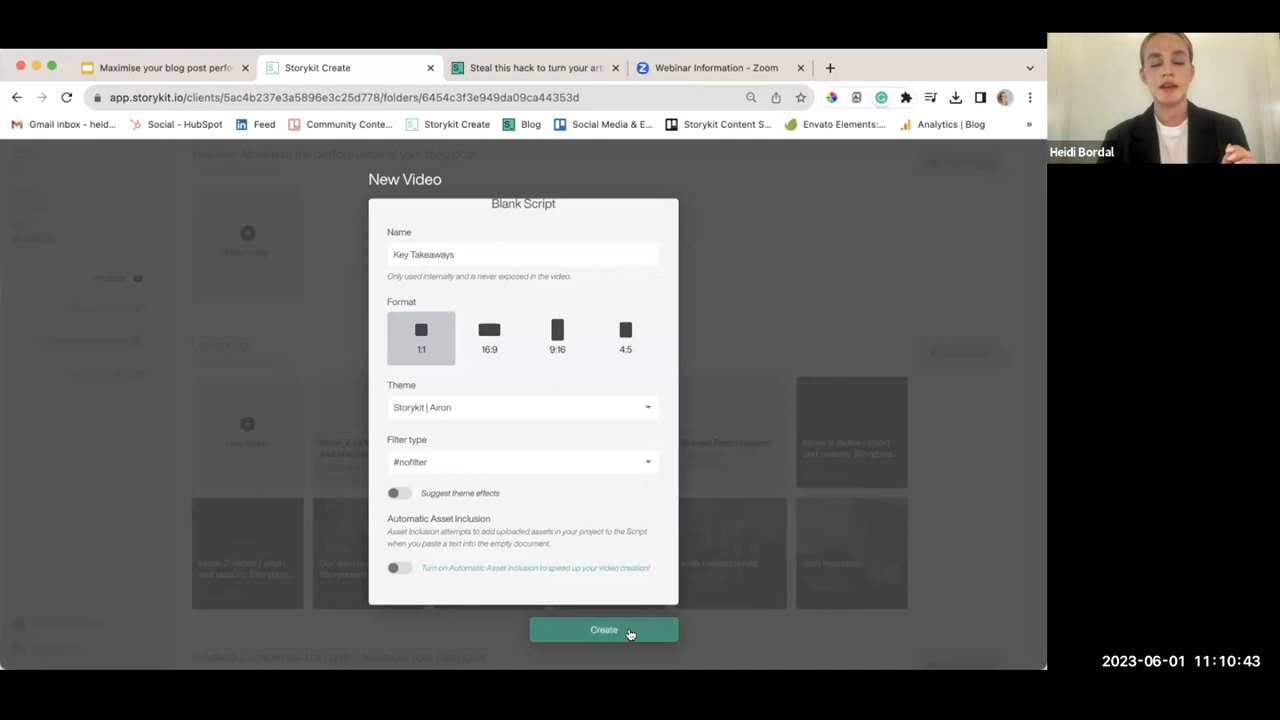 Maximise your blog post perfo
Storykit Create
Steal this hack to turn your art
Webinar Information - Zoom
app.storykit.io/clients/5ac4b237e3a5896e3c25d778/folders/6454c3f3e949da09ca44353d
Gmail inbox - heid...
Social - HubSpot
Feed
Community Conte...
Storykit Create
Blog
Social Media & E...
Storykit Content S...
Envato Elements:...
Analytics | Blog
»
Heidi Bordal
New Video
Blank Script
Name
Key Takeaways
Only used internally and is never exposed in the video.
Format
1:1
16:9
9:16
4:5
Theme
Storykit | Airon
Filter type
#nofilter
Suggest theme effects
Automatic Asset Inclusion
Asset Inclusion attempts to add uploaded assets in your project to the Script
when you paste a text into the empty document.
Turn on Automatic Asset Inclusion to speed up your video creation!
Create
2023-06-01 11:10:43